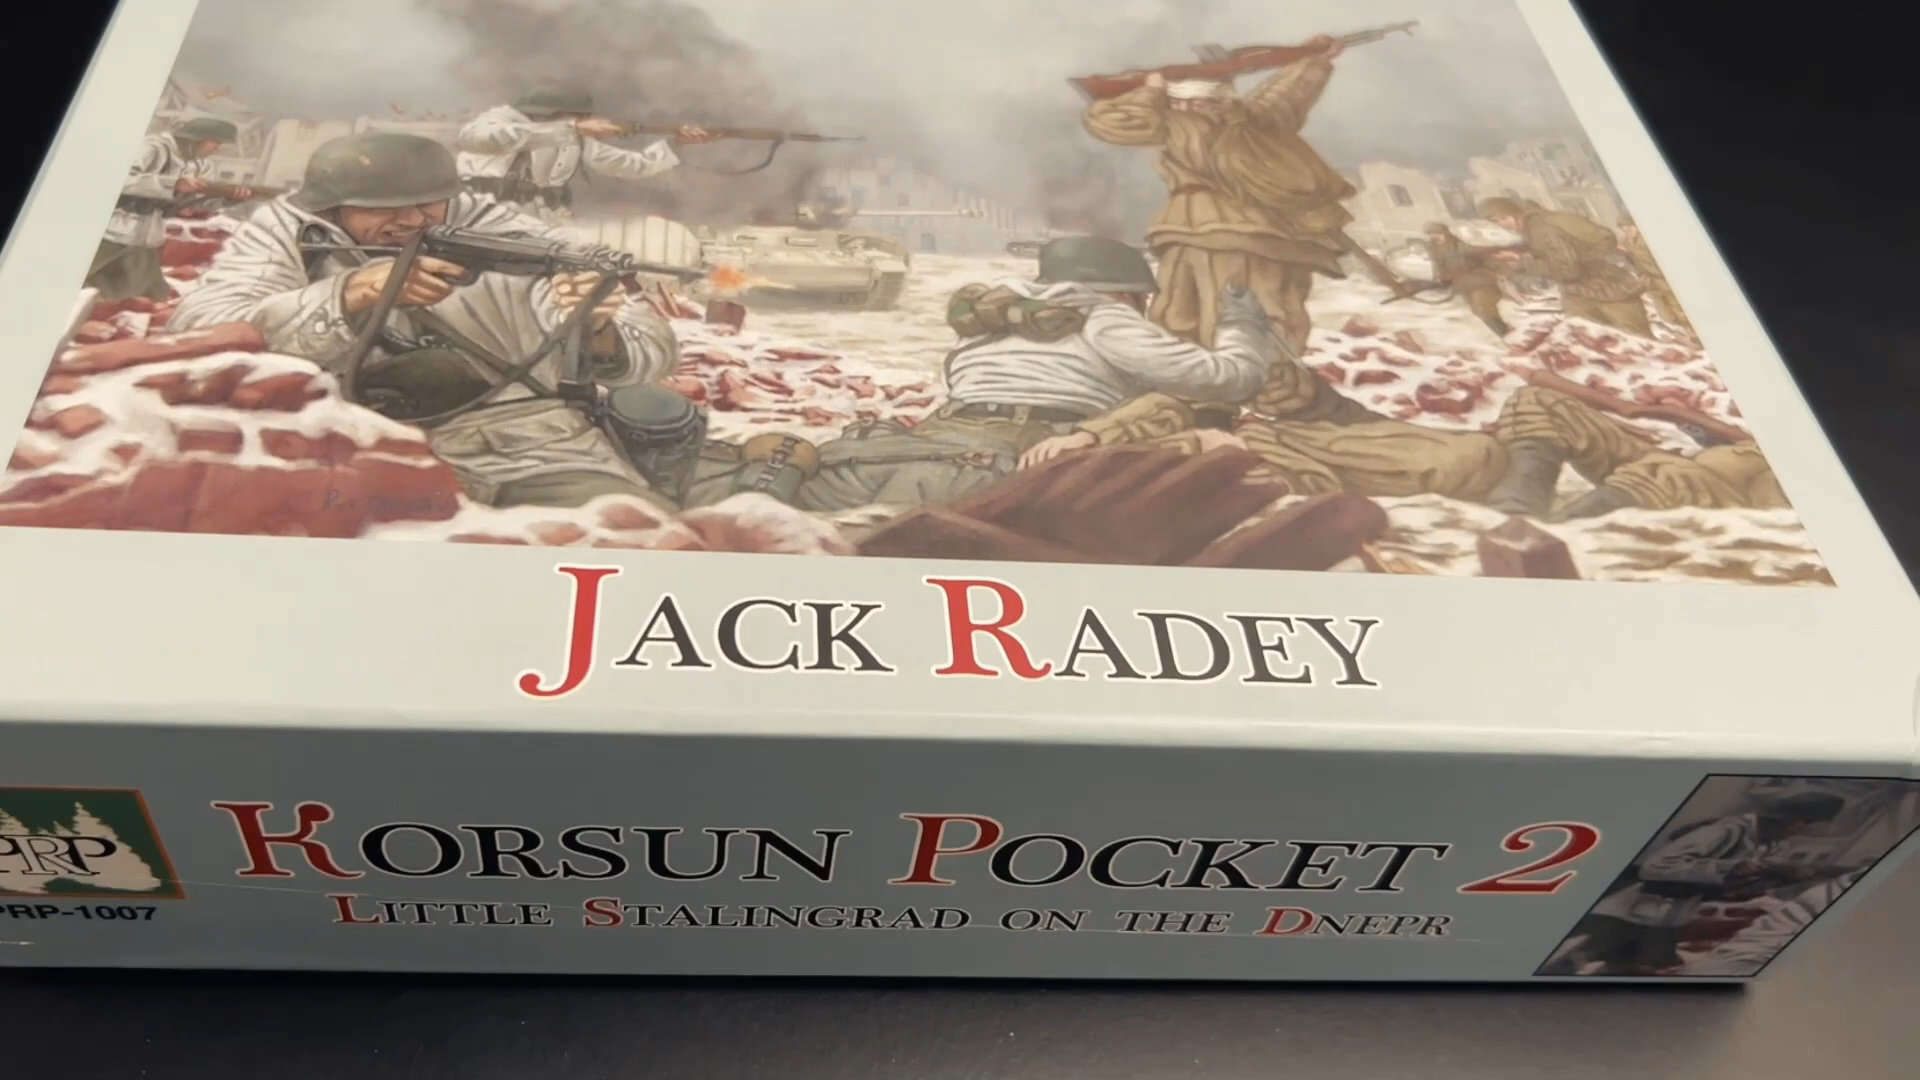 JACK RADEY
KORSUN POCKET 2
LITTLE STALINGRAD ON THE DNEPR
PRP
PRP-1007